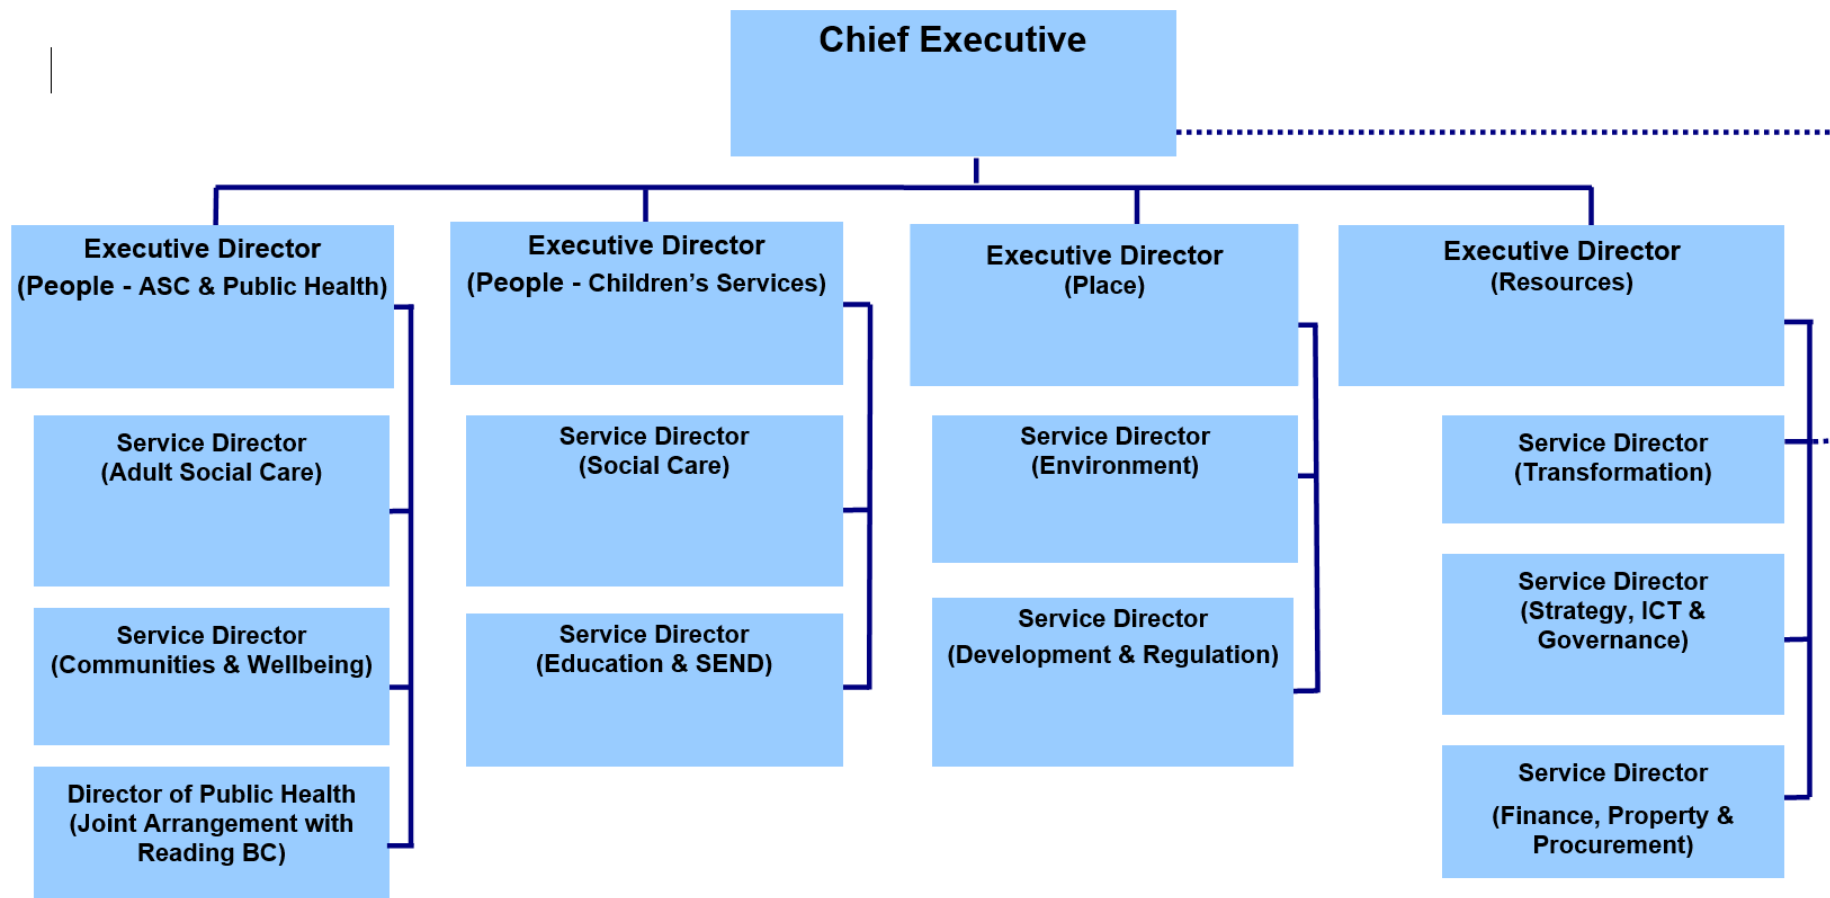 Chief Executive
Executive Director
(People - ASC & Public Health)
Service Director
(Adult Social Care)
Service Director
(Communities & Wellbeing)
Director of Public Health
(Joint Arrangement with
Reading BC)
Executive Director
(People - Children’s Services)
Service Director
(Social Care)
Service Director
(Education & SEND)
Executive Director
(Place)
Service Director
(Environment)
Service Director
(Development & Regulation)
Executive Director
(Resources)
Service Director
(Transformation)
Service Director
(Strategy, ICT &
Governance)
Service Director
(Finance, Property &
Procurement)